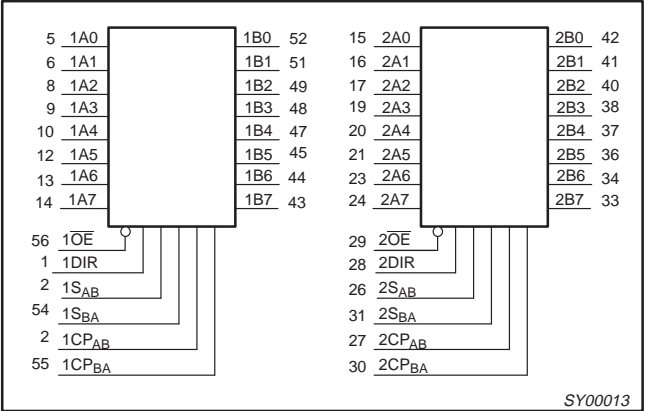 5 1A0 1B0 52 15 2A0 2B0 42
6 1A1 1B1 51 16 2A1 2B1 41
8 1A2 1B2 49 17 2A2 2B2 40
9 1A3 1B3 48 19 2A3 2B3 38
10 1A4 1B4 47 20 2A4 2B4 37
12 1A5 1B5 45 21 2A5 2B5 36
13 1A6 1B6 44 23 2A6 2B6 34
14 1A7 1B7 43 24 2A7 2B7 33
56 1O̅E̅ 29 2O̅E̅
1 1DIR 28 2DIR
2 1SAB 26 2SAB
54 1SBA 31 2SBA
2 1CPAB 27 2CPAB
55 1CPBA 30 2CPBA
SY00013